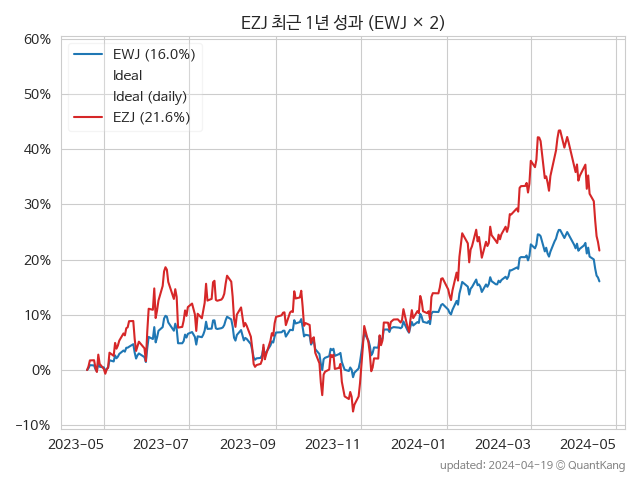 EZJ 최근 1년 성과 (EWJ × 2)
60%
50%
40%
30%
20%
10%
0%
−10%
EWJ (16.0%)
Ideal
Ideal (daily)
EZJ (21.6%)
2023-05 2023-07 2023-09 2023-11 2024-01 2024-03 2024-05
updated: 2024-04-19 © QuantKang